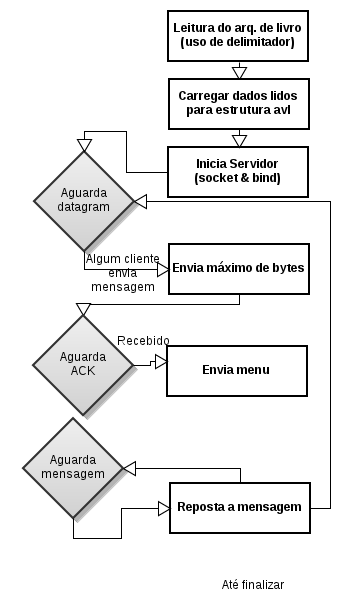 Leitura do arq. de livro
(uso de delimitador)
Carregar dados lidos
para estrutura avl
Inicia Servidor
(socket & bind)
Aguarda
datagram
Algum cliente
envia
mensagem
Envia máximo de bytes
Aguarda
ACK
Recebido
Envia menu
Aguarda
mensagem
Reposta a mensagem
Até finalizar